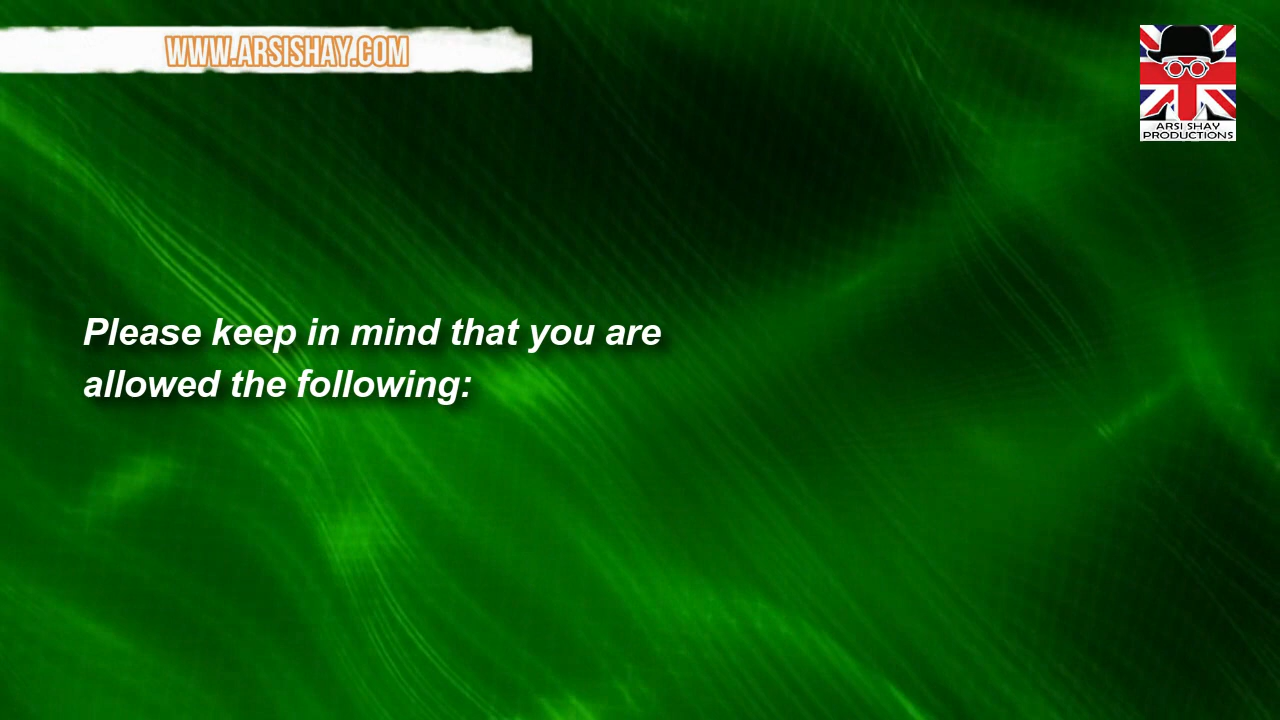 WWW.ARSISHAY.COM
ARSI SHAY
PRODUCTIONS
Please keep in mind that you are
allowed the following: